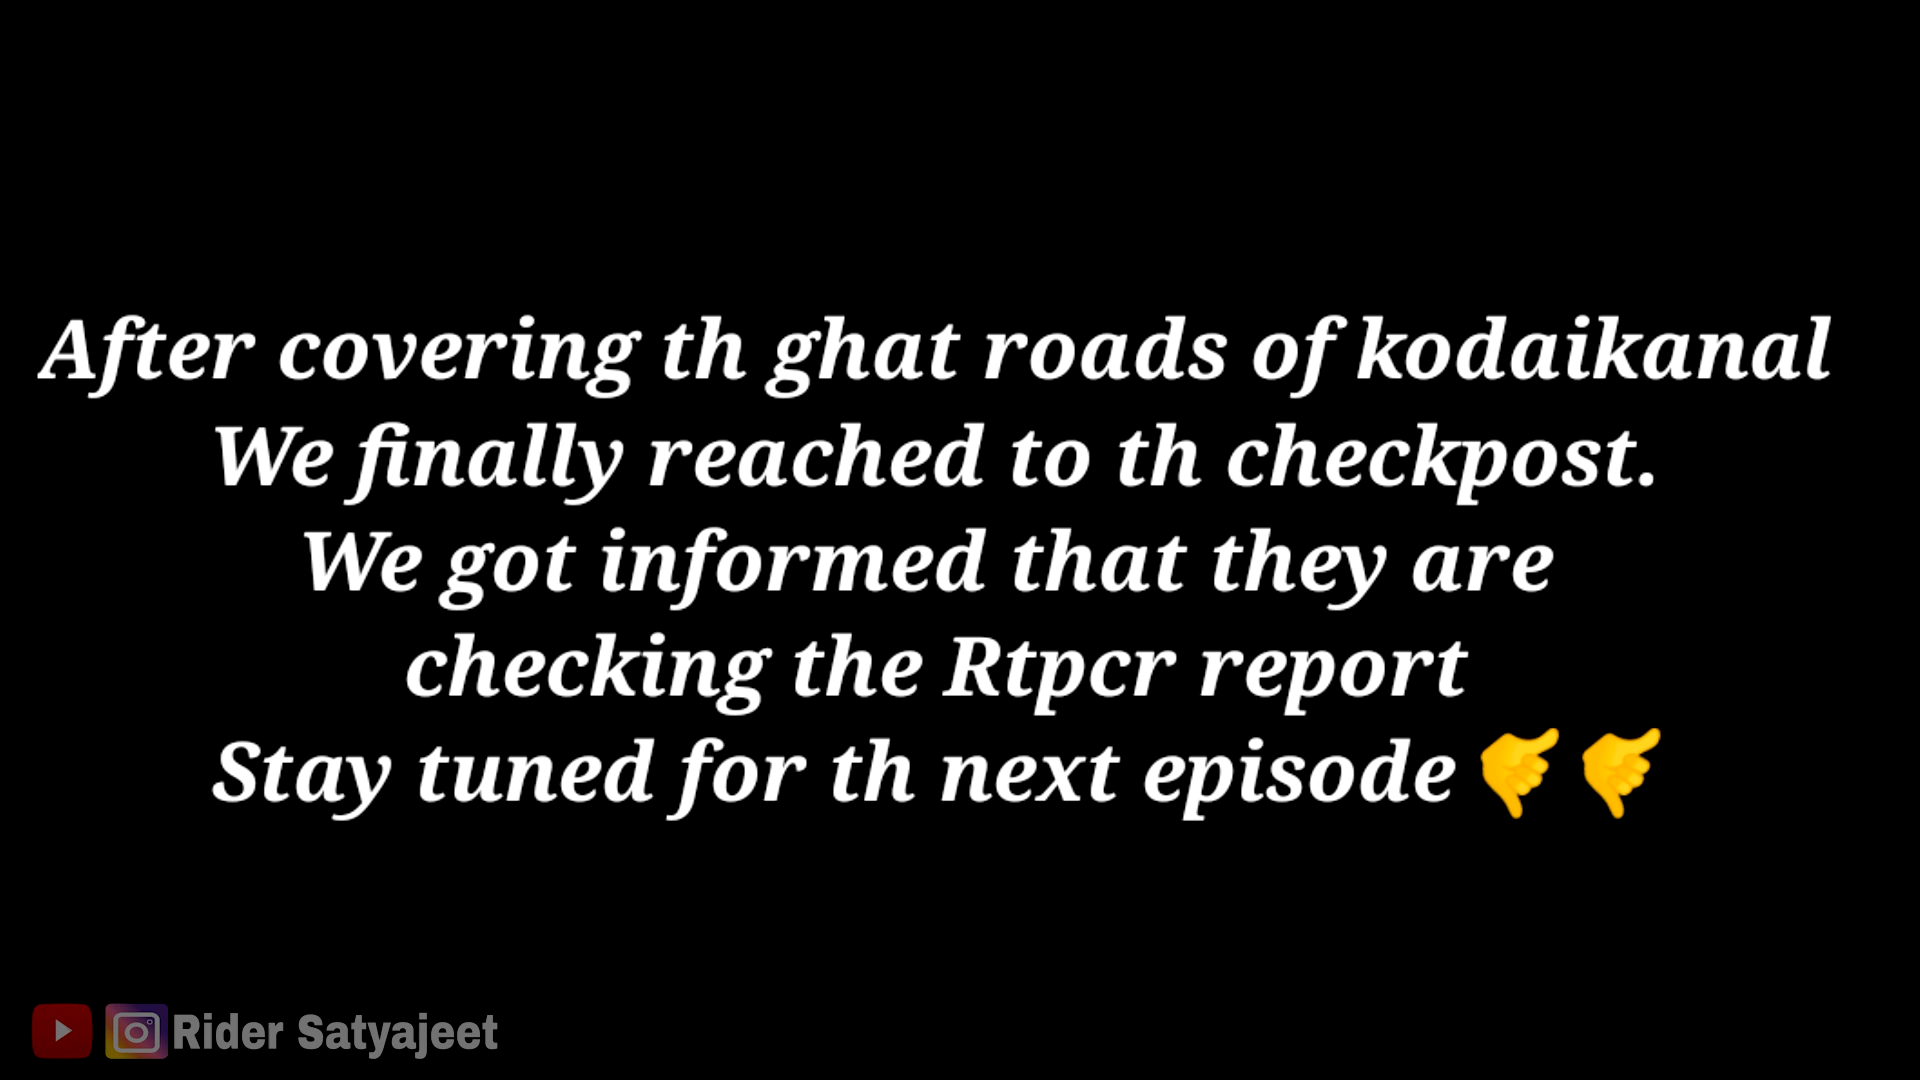 After covering th ghat roads of kodaikanal
We finally reached to th checkpost.
We got informed that they are
checking the Rtpcr report
Stay tuned for th next episode 🤙🤙
Rider Satyajeet